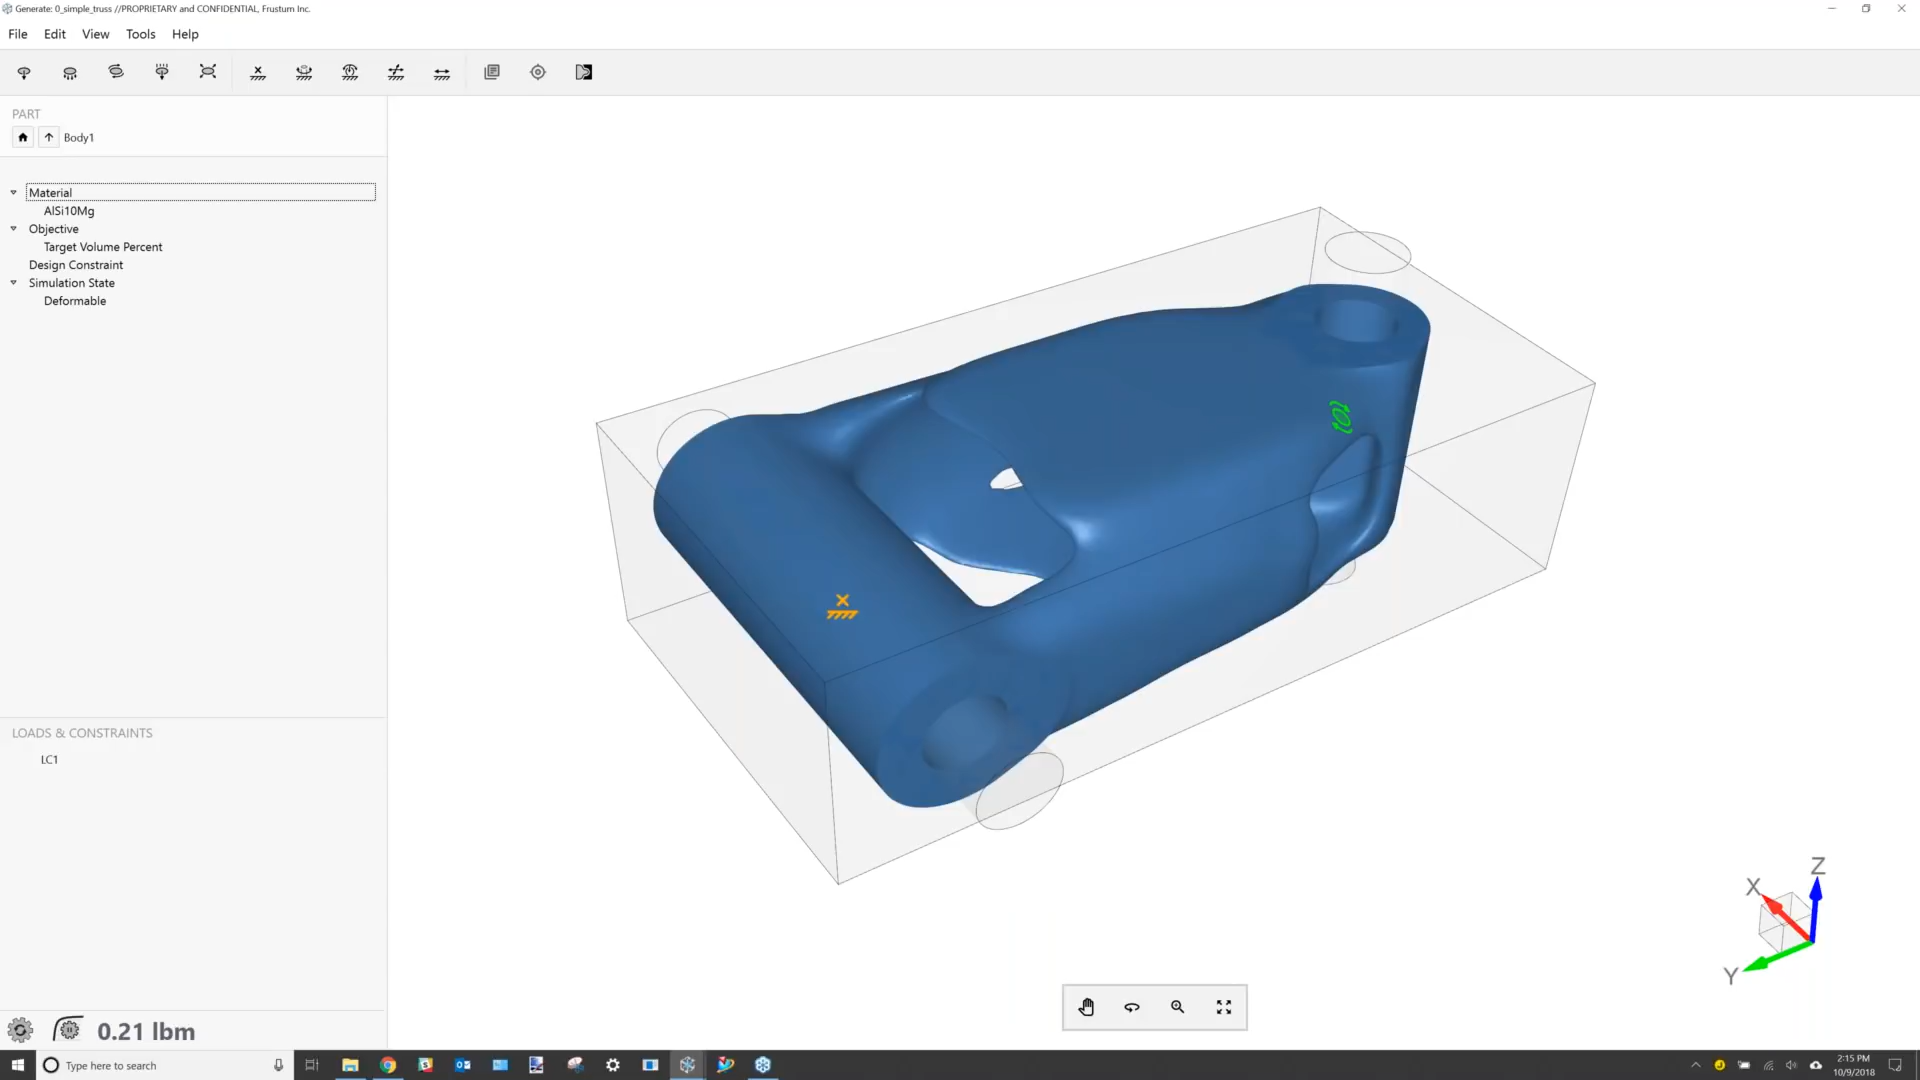 Generate: 0_simple_truss //PROPRIETARY and CONFIDENTIAL, Frustum Inc.
File Edit View Tools Help
PART
Body1
Material
AlSi10Mg
Objective
Target Volume Percent
Design Constraint
Simulation State
Deformable
LOADS & CONSTRAINTS
LC1
Z
X
Y
0.21 lbm
Type here to search
2:15 PM
10/9/2018